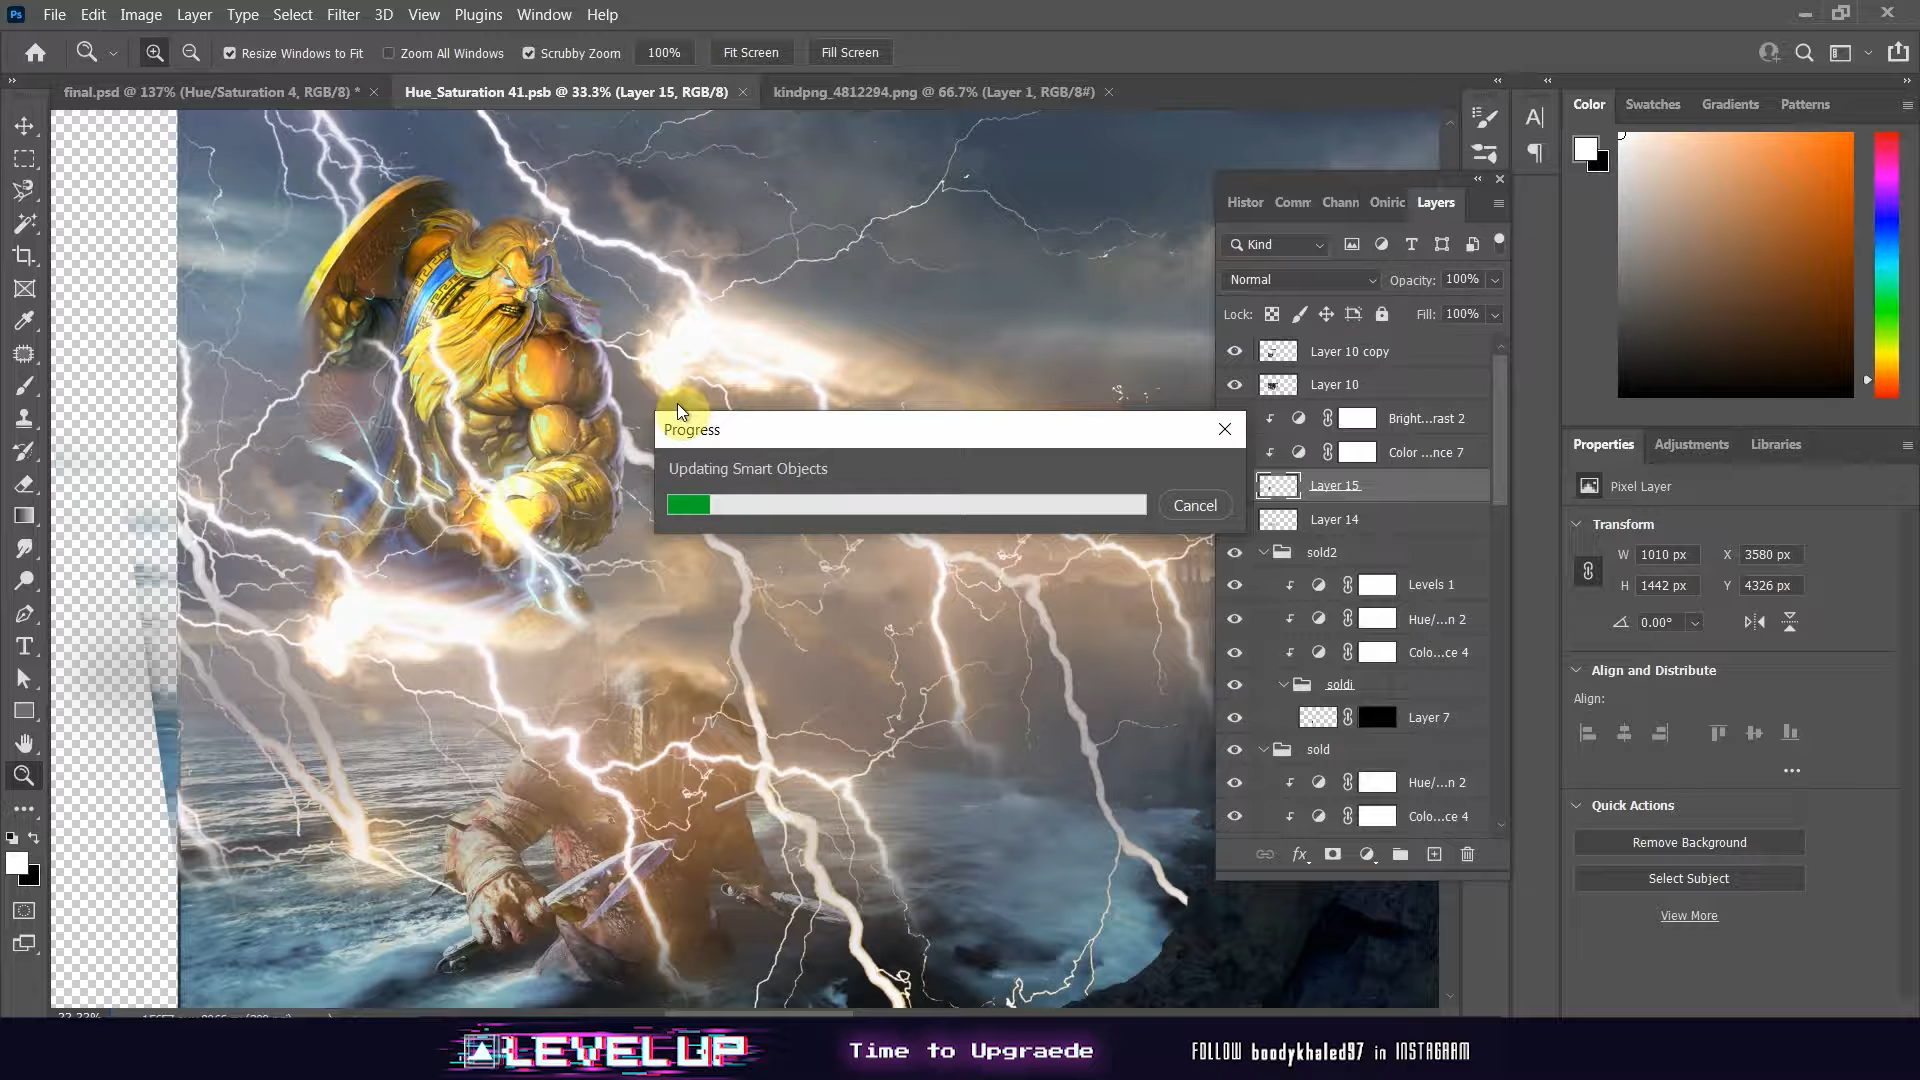 Ps File Edit Image Layer Type Select Filter 3D View Plugins Window Help
Resize Windows to Fit Zoom All Windows Scrubby Zoom 100% Fit Screen Fill Screen
final.psd @ 137% (Hue/Saturation 4, RGB/8) * Hue_Saturation 41.psb @ 33.3% (Layer 15, RGB/8) kindpng_4812294.png @ 66.7% (Layer 1, RGB/8#)
Color Swatches Gradients Patterns
Histor Comm Chann Oniric Layers
Kind
Normal Opacity: 100%
Lock: Fill: 100%
Layer 10 copy
Layer 10
Bright...rast 2
Color ...nce 7
Layer 15
Layer 14
sold2
Levels 1
Hue/...n 2
Colo...ce 4
soldi
Layer 7
sold
Hue/...n 2
Colo...ce 4
Progress
Updating Smart Objects
Cancel
Properties Adjustments Libraries
Pixel Layer
Transform
W 1010 px X 3580 px
H 1442 px Y 4326 px
0.00°
Align and Distribute
Align:
Quick Actions
Remove Background
Select Subject
View More
LEVEL UP Time to Upgraede FOLLOW boodykhaled97 in INSTAGRAM